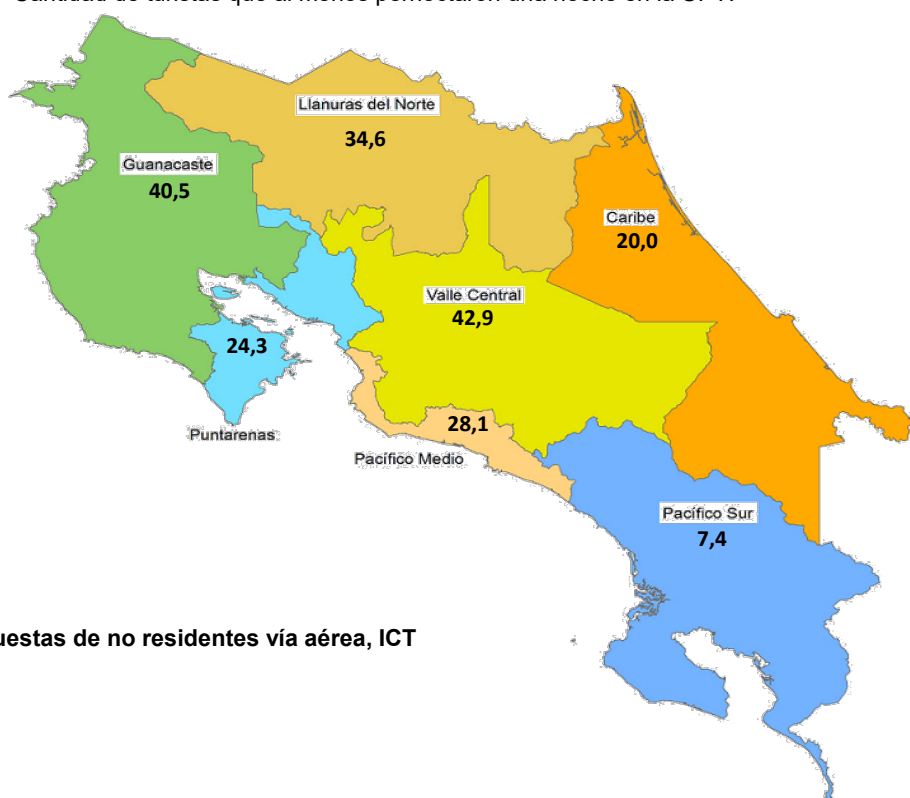 Llanuras del Norte
34,6
Guanacaste
40,5
Caribe
20,0
Valle Central
42,9
24,3
Puntarenas
28,1
Pacífico Medio
Pacífico Sur
7,4
uestas de no residentes vía aérea, ICT